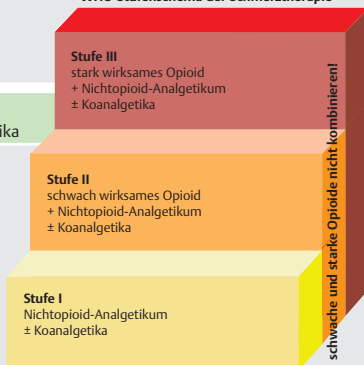 Stufe III
stark wirksames Opioid
+ Nichtopioid-Analgetikum
± Koanalgetika
Stufe II
schwach wirksames Opioid
+ Nichtopioid-Analgetikum
± Koanalgetika
Stufe I
Nichtopioid-Analgetikum
± Koanalgetika
schwache und starke Opioide nicht kombinieren!